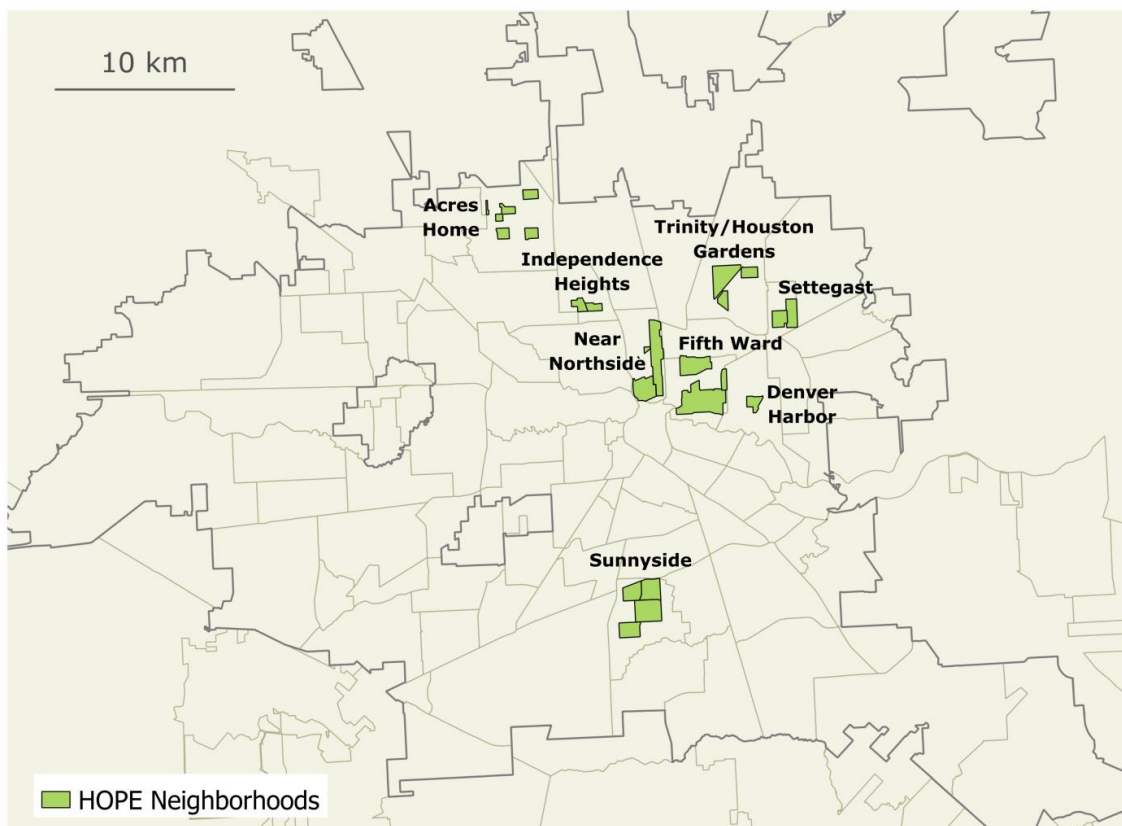 10 km
Acres
Home
Trinity/Houston
Gardens
Independence
Heights
Settegast
Near
Northside
Fifth Ward
Denver
Harbor
Sunnyside
HOPE Neighborhoods